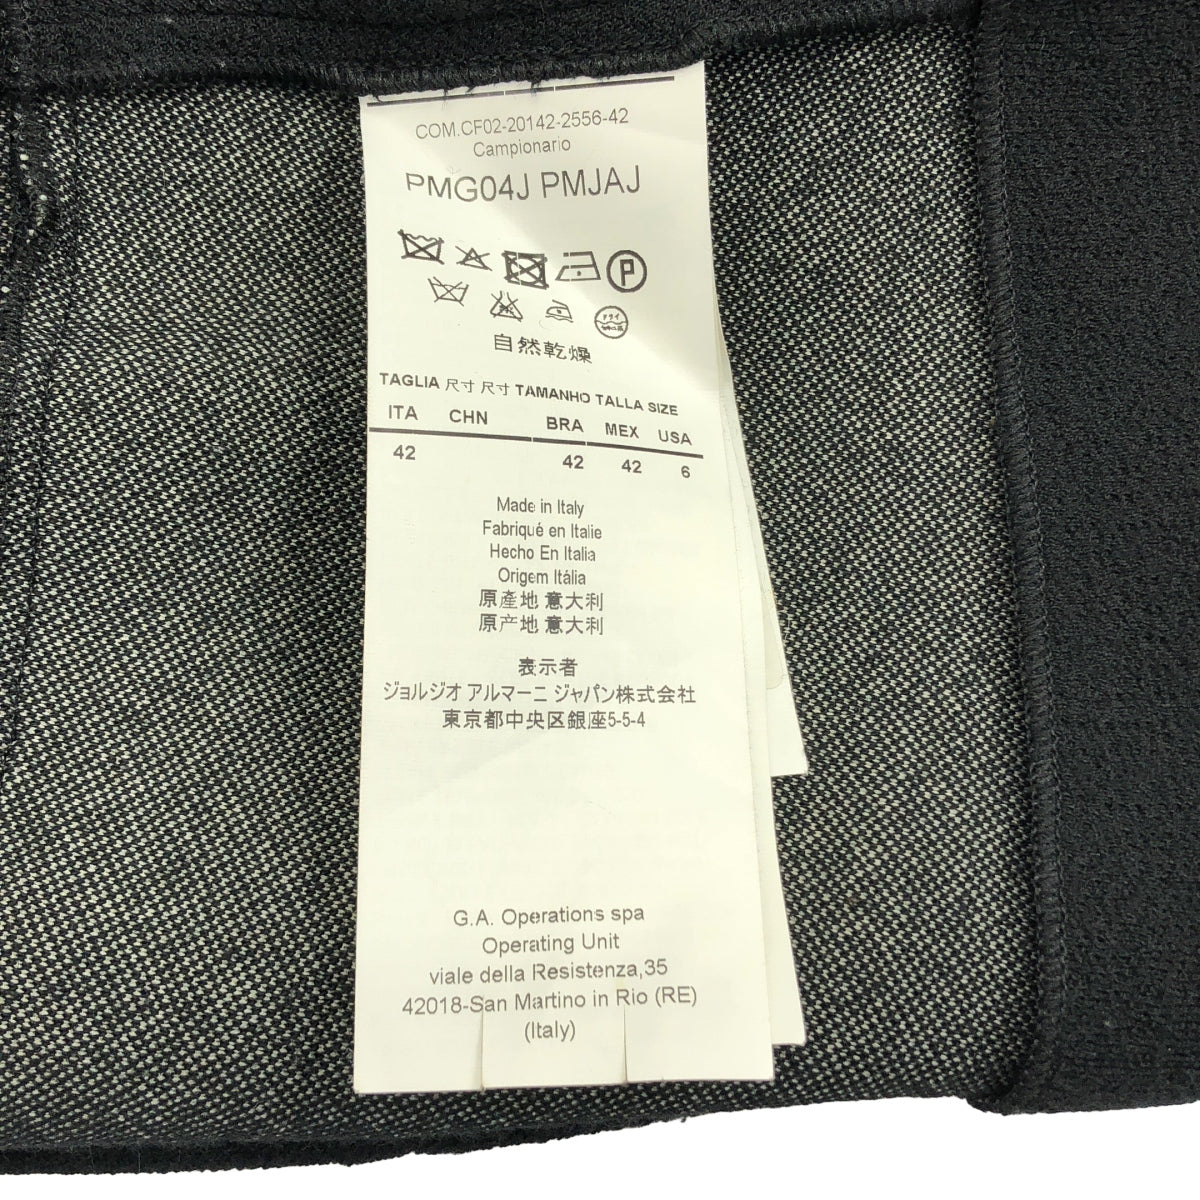 COM.CF02-20142-2556-42
Campionario
PMG04J PMJAJ
P
ドライ
自然乾燥
TAGLIA 尺寸 尺寸 TAMANHO TALLA SIZE
ITA CHN BRA MEX USA
42 42 42 6
Made in Italy
Fabriqué en Italie
Hecho En Italia
Origem Itália
原產地 意大利
原产地 意大利
表示者
ジョルジオ アルマーニ ジャパン株式会社
東京都中央区銀座5-5-4
G.A. Operations spa
Operating Unit
viale della Resistenza,35
42018-San Martino in Rio (RE)
(Italy)